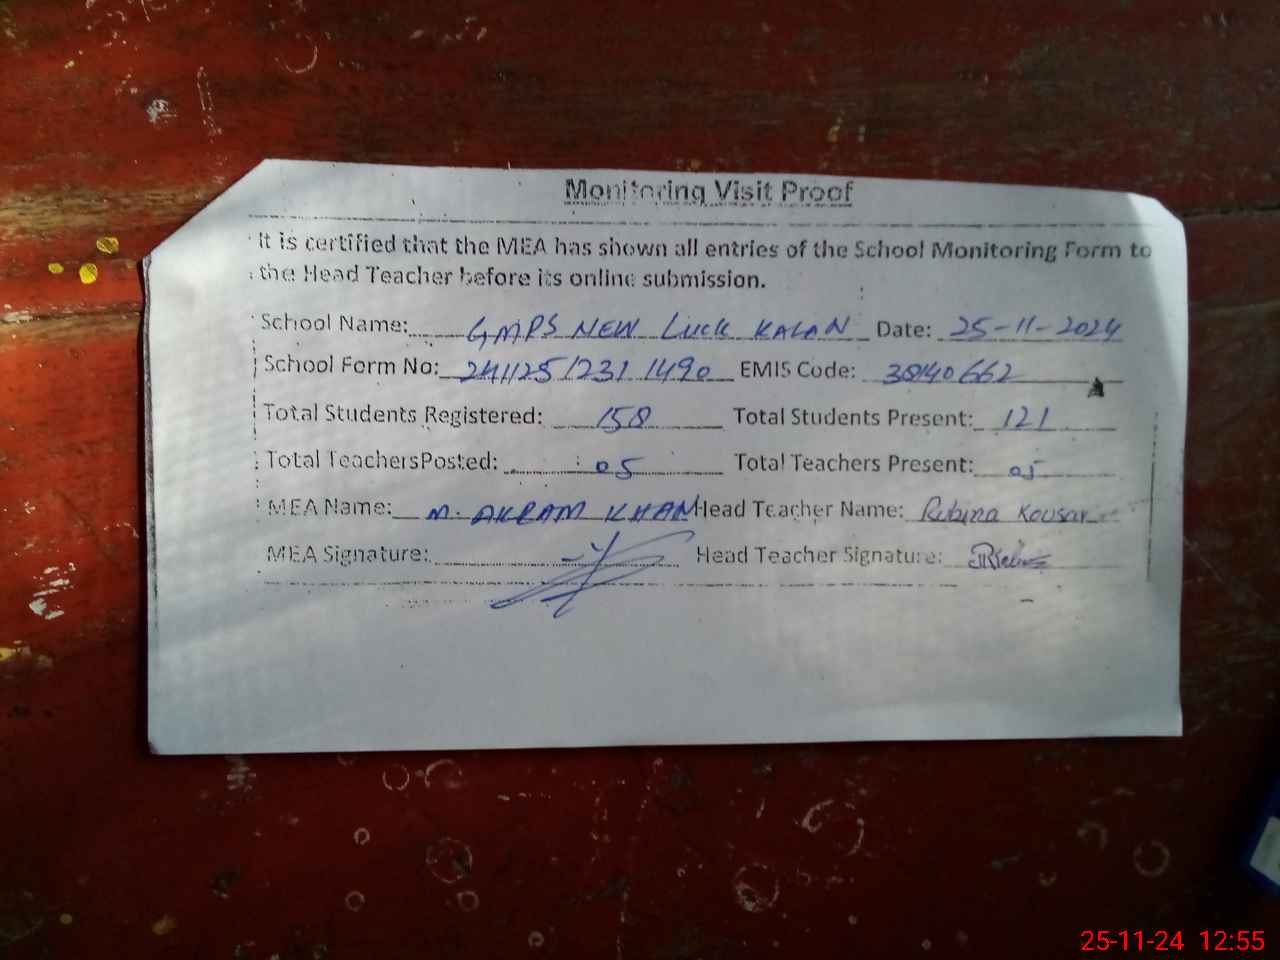 Monitoring Visit Proof
It is certified that the MEA has shown all entries of the School Monitoring Form to
the Head Teacher before its online submission.
School Name: GMPS NEW LUCK KALAN Date: 25-11-2024
School Form No: 241125/231 1490 EMIS Code: 38140662
Total Students Registered: 158 Total Students Present: 121
Total TeachersPosted: 05 Total Teachers Present: 05
MEA Name: M. AKRAM KHAN Head Teacher Name: Rubina Kousar
MEA Signature: Head Teacher Signature:
25-11-24 12:55